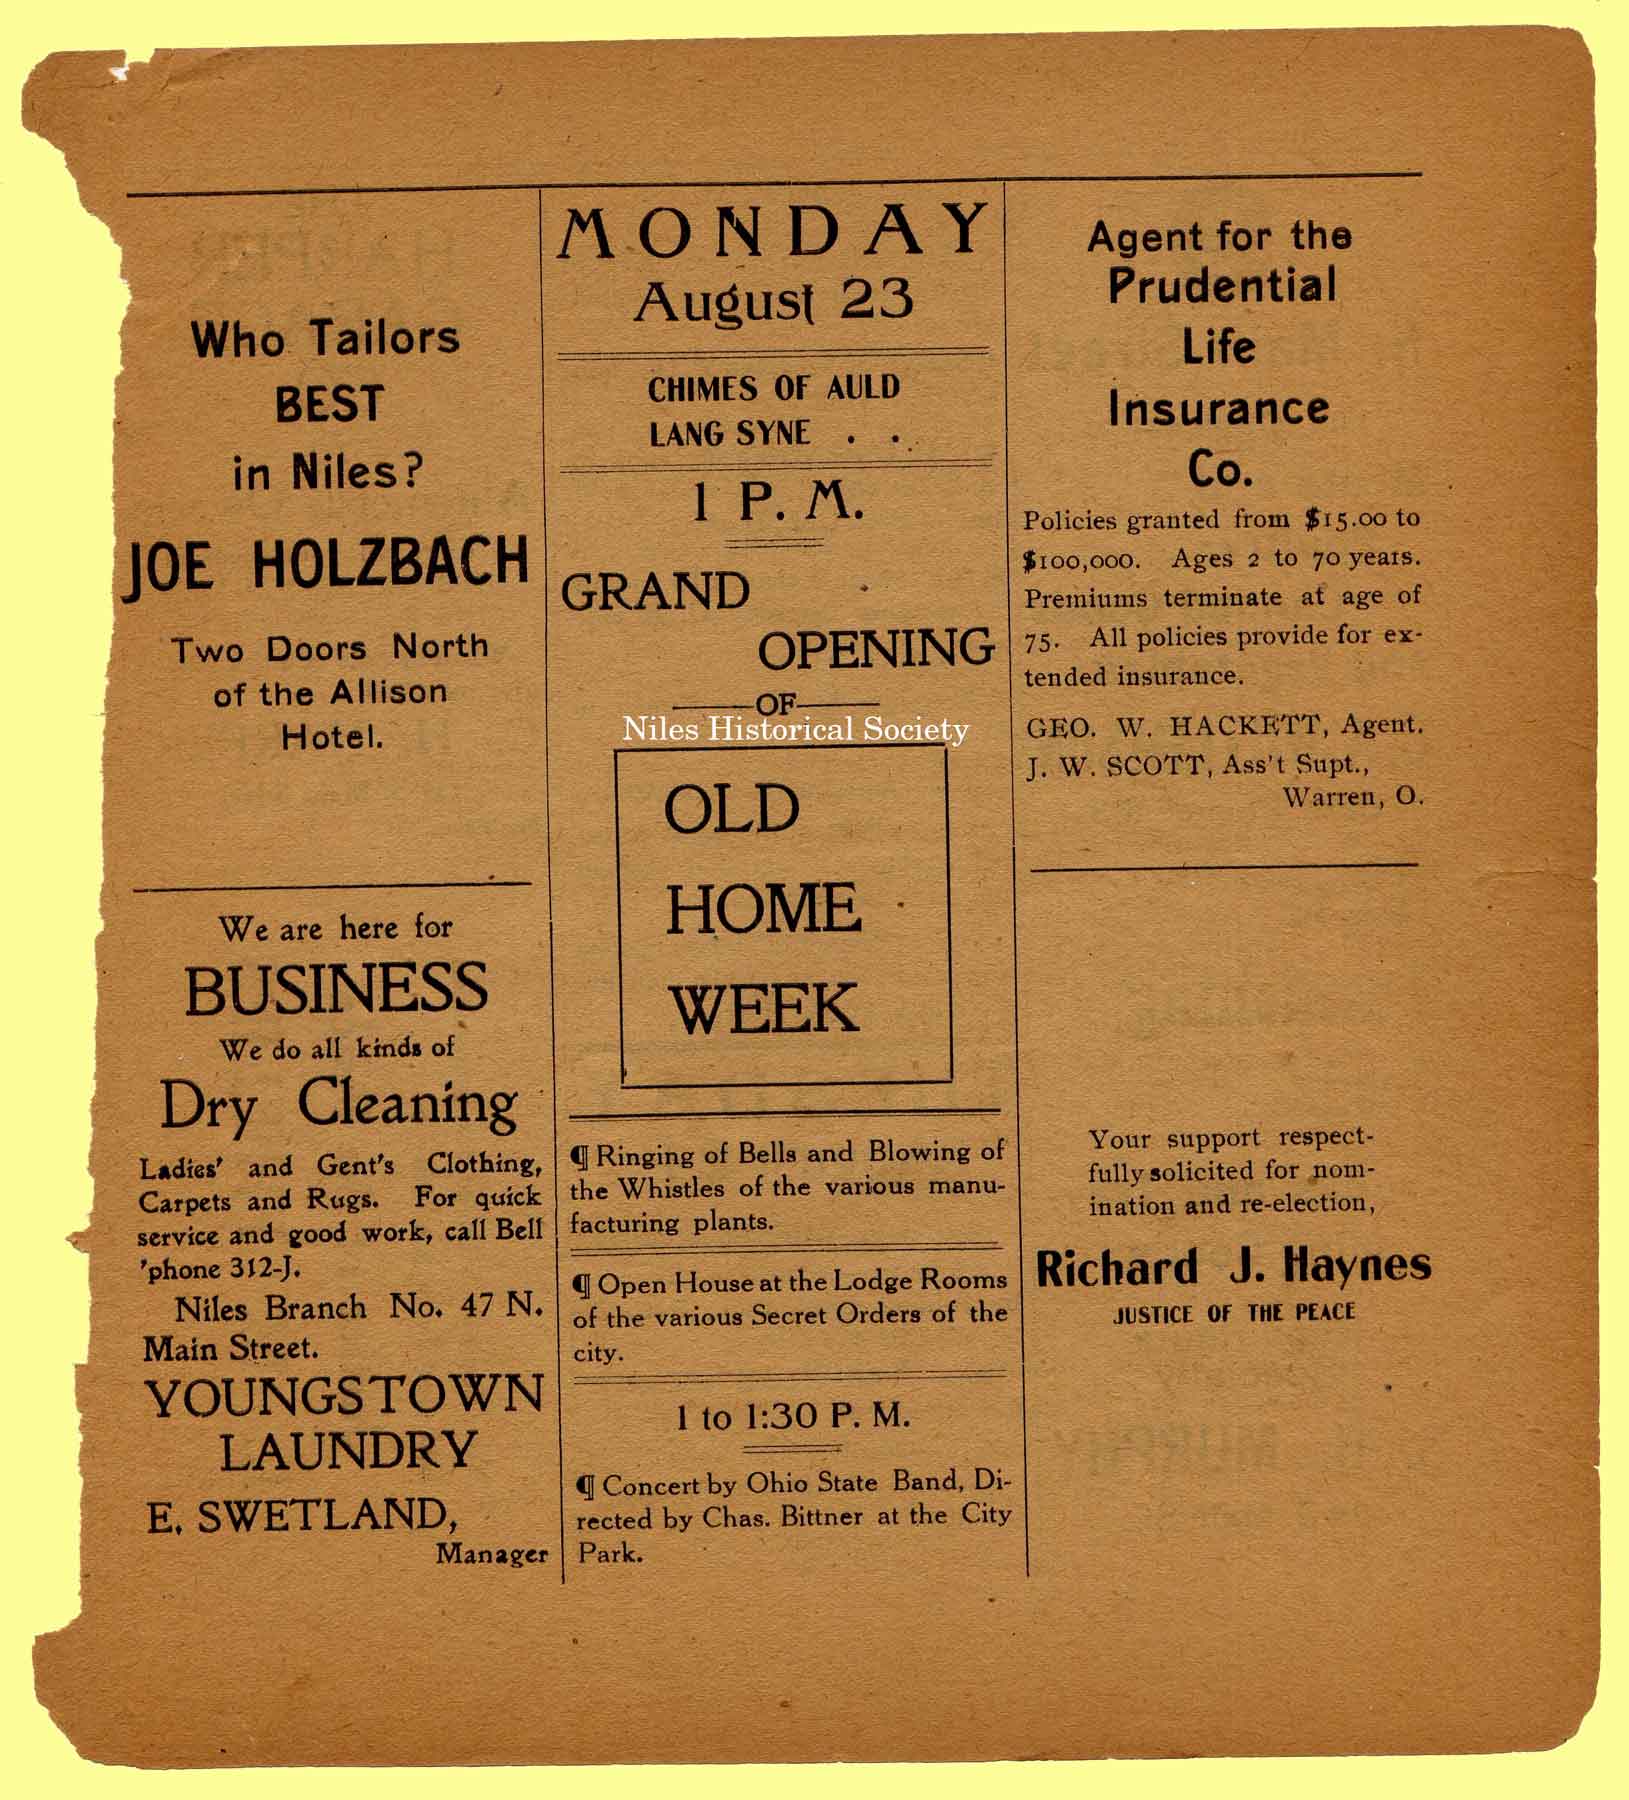 Who Tailors
BEST
in Niles?
JOE HOLZBACH
Two Doors North
of the Allison
Hotel.
We are here for
BUSINESS
We do all kinds of
Dry Cleaning
Ladies' and Gent's Clothing,
Carpets and Rugs. For quick
service and good work, call Bell
'phone 312-J.
Niles Branch No. 47 N.
Main Street.
YOUNGSTOWN
LAUNDRY
E. SWETLAND,
Manager
MONDAY
August 23
CHIMES OF AULD
LANG SYNE . .
1 P. M.
GRAND
OPENING
OF
Niles Historical Society
OLD
HOME
WEEK
¶ Ringing of Bells and Blowing of
the Whistles of the various manu-
facturing plants.
¶ Open House at the Lodge Rooms
of the various Secret Orders of the
city.
1 to 1:30 P. M.
¶ Concert by Ohio State Band, Di-
rected by Chas. Bittner at the City
Park.
Agent for the
Prudential
Life
Insurance
Co.
Policies granted from $15.00 to
$100,000. Ages 2 to 70 years.
Premiums terminate at age of
75. All policies provide for ex-
tended insurance.
GEO. W. HACKETT, Agent.
J. W. SCOTT, Ass't Supt.,
Warren, O.
Your support respect-
fully solicited for nom-
ination and re-election,
Richard J. Haynes
JUSTICE OF THE PEACE